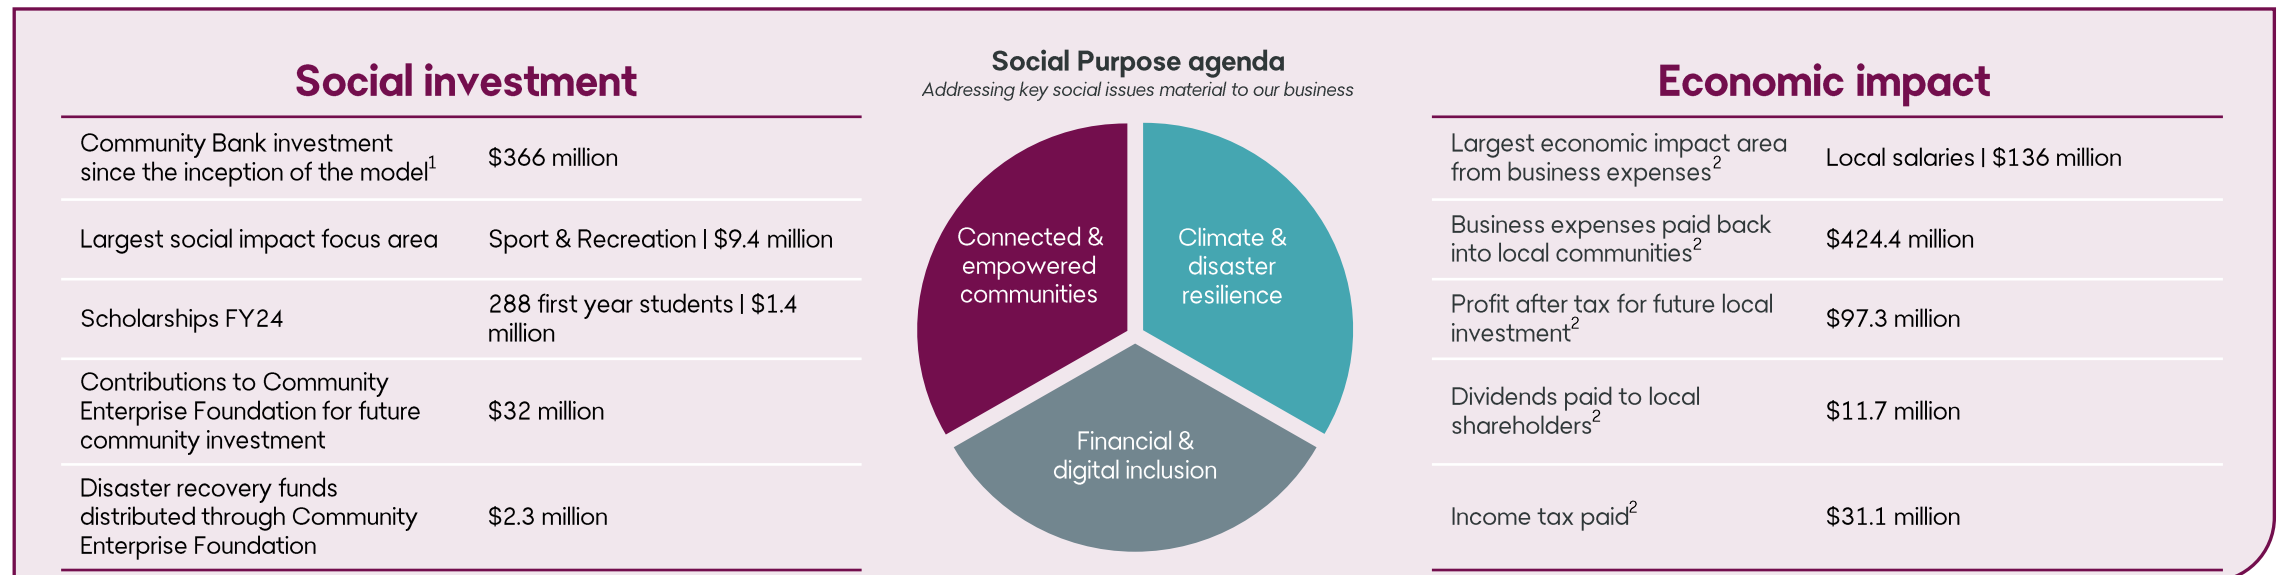 Social investment
Community Bank investment
since the inception of the model1
$366 million
Largest social impact focus area
Sport & Recreation | $9.4 million
Scholarships FY24
288 first year students | $1.4
million
Contributions to Community
Enterprise Foundation for future
community investment
$32 million
Disaster recovery funds
distributed through Community
Enterprise Foundation
$2.3 million
Social Purpose agenda
Addressing key social issues material to our business
Connected &
empowered
communities
Climate &
disaster
resilience
Financial &
digital inclusion
Economic impact
Largest economic impact area
from business expenses2
Local salaries | $136 million
Business expenses paid back
into local communities2
$424.4 million
Profit after tax for future local
investment2
$97.3 million
Dividends paid to local
shareholders2
$11.7 million
Income tax paid2
$31.1 million